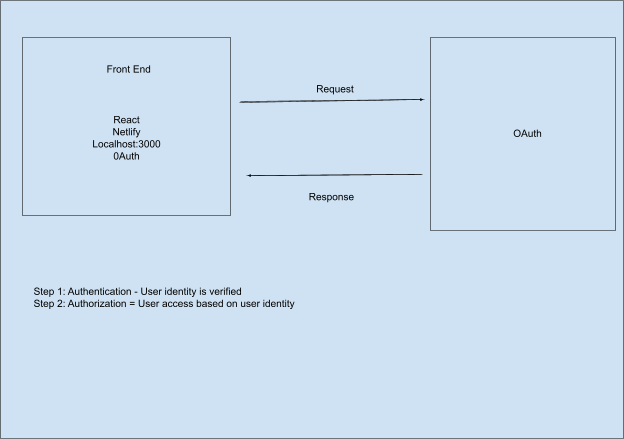 Front End
React
Netlify
Localhost:3000
0Auth
Request
Response
OAuth
Step 1: Authentication - User identity is verified
Step 2: Authorization = User access based on user identity